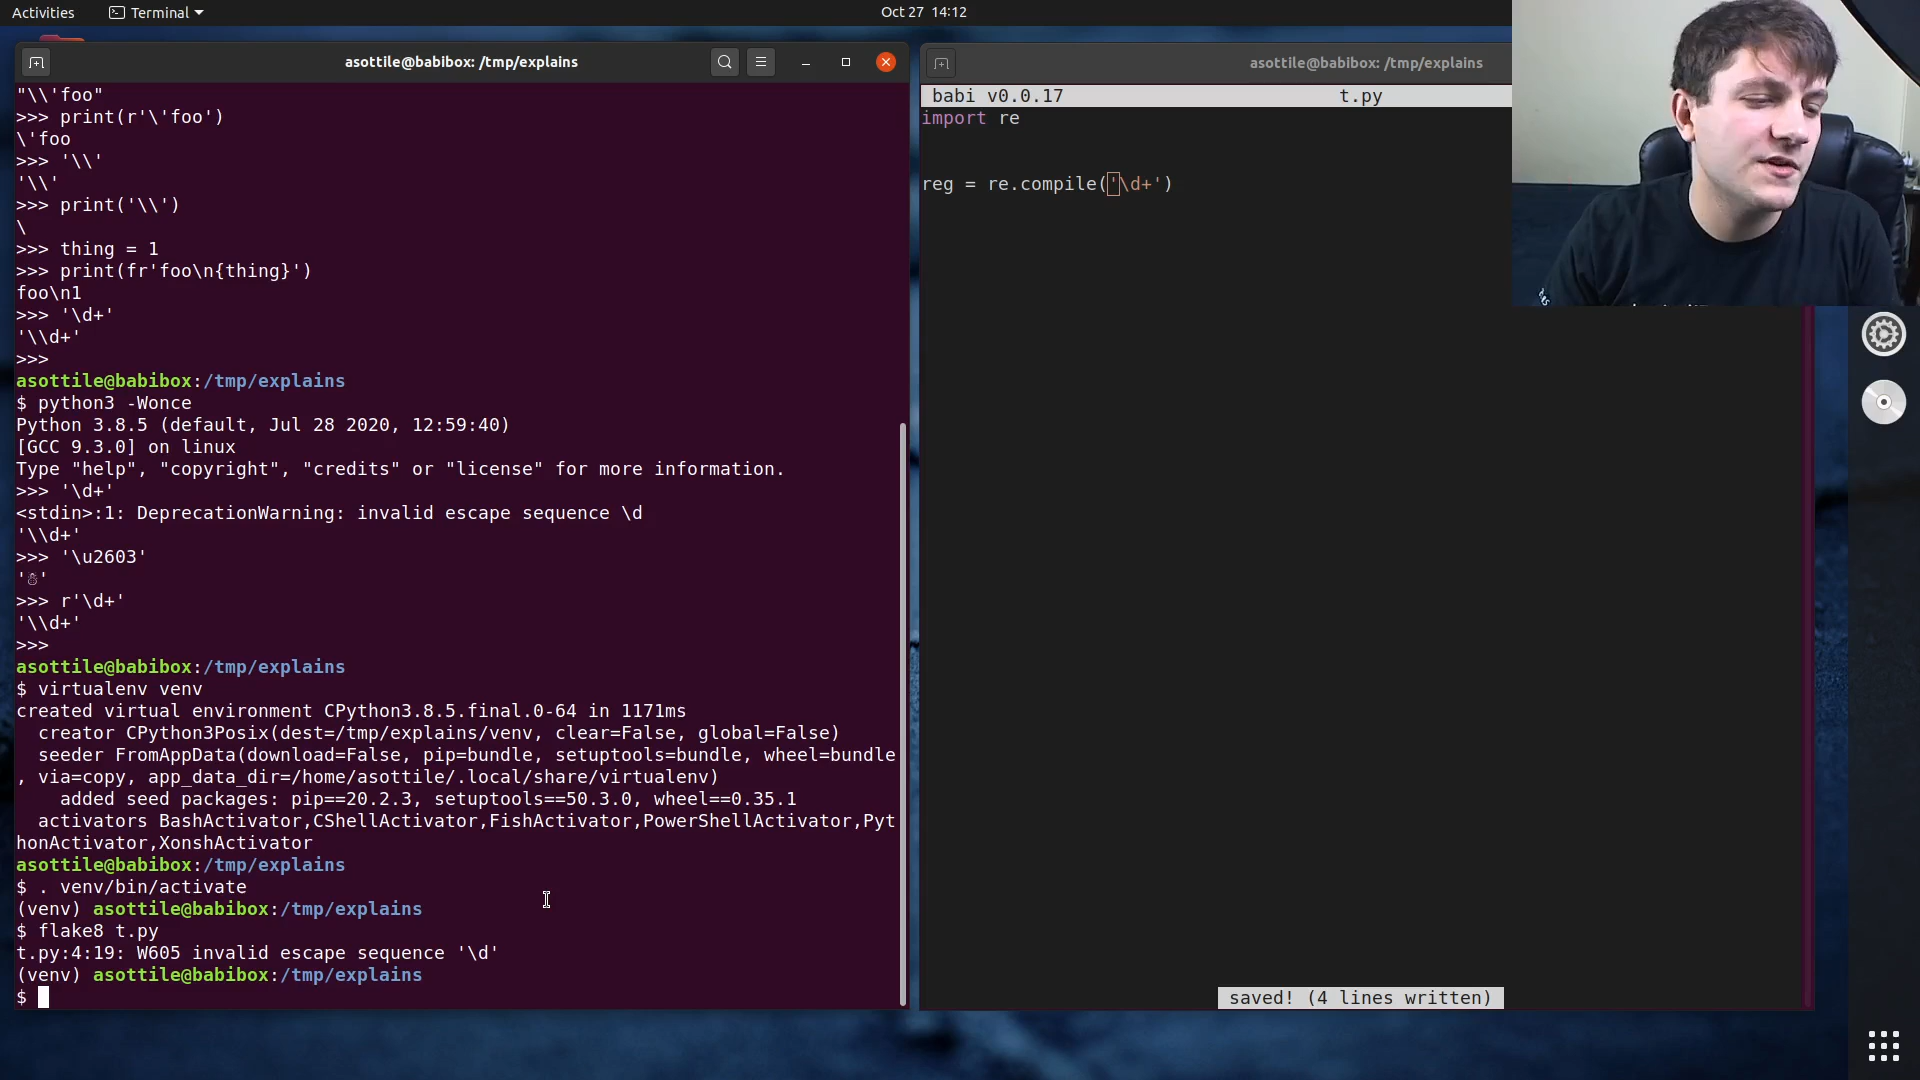 Activities
Terminal
Oct 27 14:12
asottile@babibox: /tmp/explains
"\\'foo"
>>> print(r'\'foo')
\'foo
>>> '\\'
'\\'
>>> print('\\')
\
>>> thing = 1
>>> print(fr'foo\n{thing}')
foo\n1
>>> '\d+'
'\\d+'
>>>
asottile@babibox:/tmp/explains
$ python3 -Wonce
Python 3.8.5 (default, Jul 28 2020, 12:59:40)
[GCC 9.3.0] on linux
Type "help", "copyright", "credits" or "license" for more information.
>>> '\d+'
<stdin>:1: DeprecationWarning: invalid escape sequence \d
'\\d+'
>>> '\u2603'
'☃'
>>> r'\d+'
'\\d+'
>>>
asottile@babibox:/tmp/explains
$ virtualenv venv
created virtual environment CPython3.8.5.final.0-64 in 1171ms
  creator CPython3Posix(dest=/tmp/explains/venv, clear=False, global=False)
  seeder FromAppData(download=False, pip=bundle, setuptools=bundle, wheel=bundle
, via=copy, app_data_dir=/home/asottile/.local/share/virtualenv)
    added seed packages: pip==20.2.3, setuptools==50.3.0, wheel==0.35.1
  activators BashActivator,CShellActivator,FishActivator,PowerShellActivator,Pyt
honActivator,XonshActivator
asottile@babibox:/tmp/explains
$ . venv/bin/activate
(venv) asottile@babibox:/tmp/explains
$ flake8 t.py
t.py:4:19: W605 invalid escape sequence '\d'
(venv) asottile@babibox:/tmp/explains
$
asottile@babibox: /tmp/explains
babi v0.0.17 t.py
import re
reg = re.compile('\d+')
saved! (4 lines written)